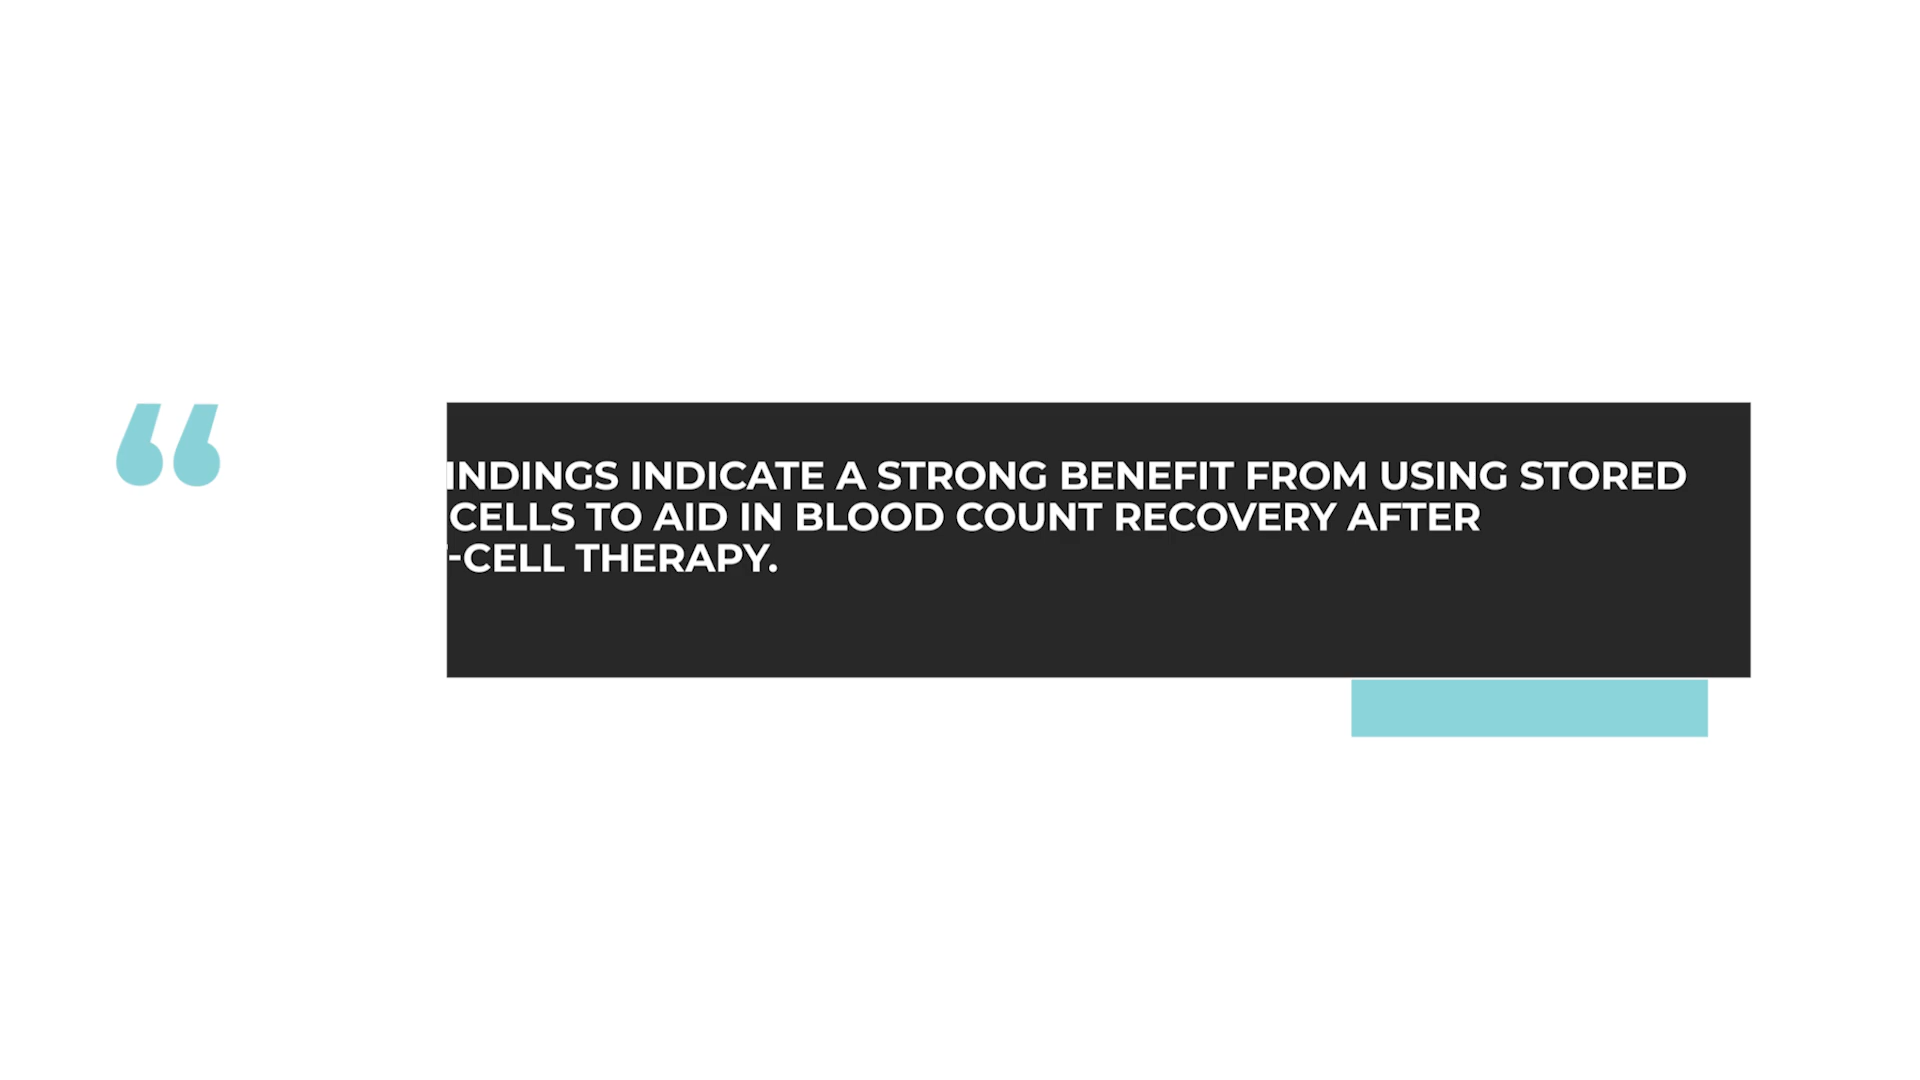 “
INDINGS INDICATE A STRONG BENEFIT FROM USING STORED
CELLS TO AID IN BLOOD COUNT RECOVERY AFTER
-CELL THERAPY.